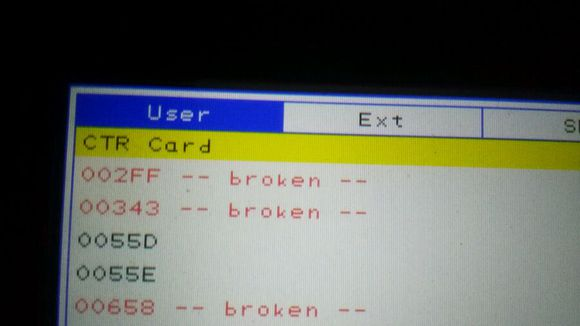 User Ext
CTR Card
002FF -- broken --
00343 -- broken --
0055D
0055E
00658 -- broken --